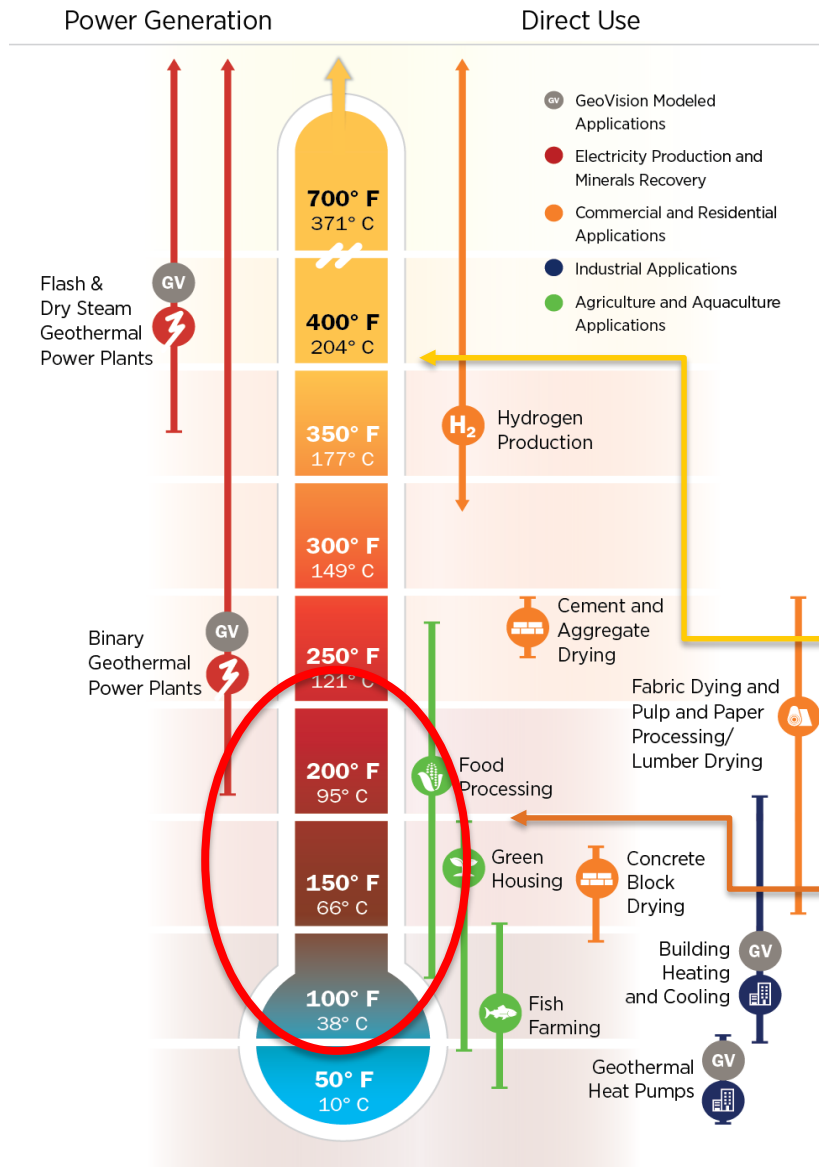 Power Generation
Direct Use
GV
GeoVision Modeled
Applications
Electricity Production and
Minerals Recovery
Commercial and Residential
Applications
Industrial Applications
Agriculture and Aquaculture
Applications
700° F
371° C
GV
Flash &
Dry Steam
Geothermal
Power Plants
400° F
204° C
350° F
177° C
H₂
Hydrogen
Production
300° F
149° C
Cement and
Aggregate
Drying
GV
Binary
Geothermal
Power Plants
250° F
121° C
Fabric Dying and
Pulp and Paper
Processing/
Lumber Drying
200° F
95° C
Food
Processing
150° F
66° C
Green
Housing
Concrete
Block
Drying
GV
Building
Heating
and Cooling
100° F
38° C
Fish
Farming
GV
Geothermal
Heat Pumps
50° F
10° C